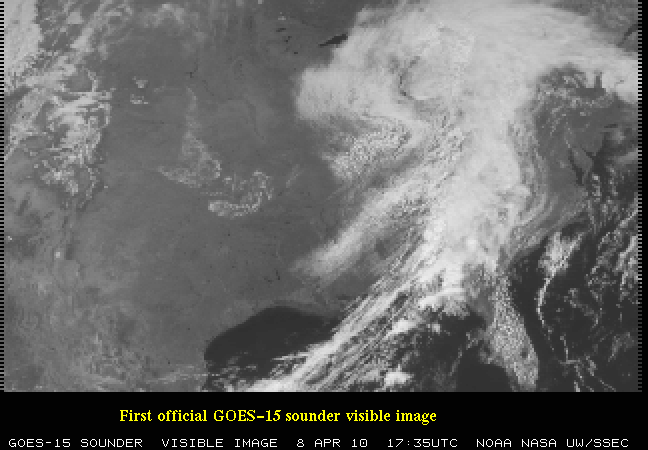 First official GOES-15 sounder visible image
GOES-15 SOUNDER VISIBLE IMAGE 8 APR 10 17:35UTC NOAA NASA UW/SSEC